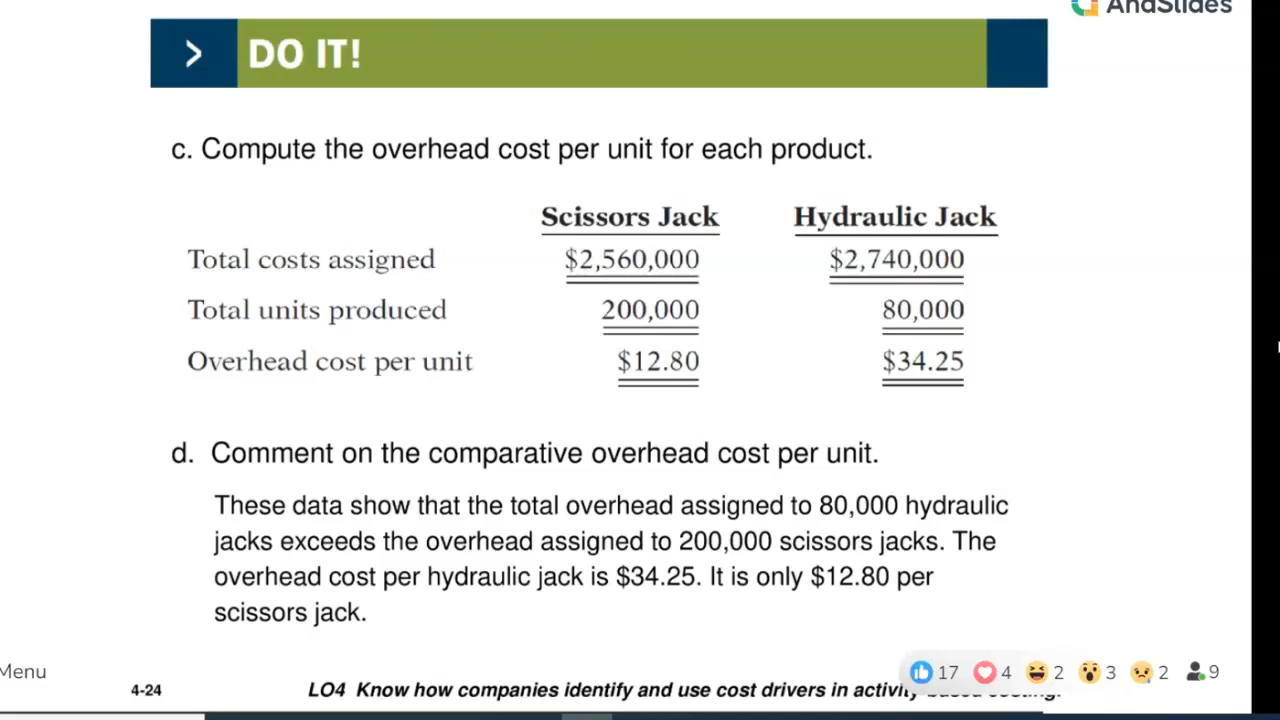 AhaSlides
> DO IT!
c. Compute the overhead cost per unit for each product.
Scissors Jack Hydraulic Jack
Total costs assigned $2,560,000 $2,740,000
Total units produced 200,000 80,000
Overhead cost per unit $12.80 $34.25
d. Comment on the comparative overhead cost per unit.
These data show that the total overhead assigned to 80,000 hydraulic
jacks exceeds the overhead assigned to 200,000 scissors jacks. The
overhead cost per hydraulic jack is $34.25. It is only $12.80 per
scissors jack.
Menu
17 4 2 3 2 9
4-24 LO4 Know how companies identify and use cost drivers in activity-based costing.